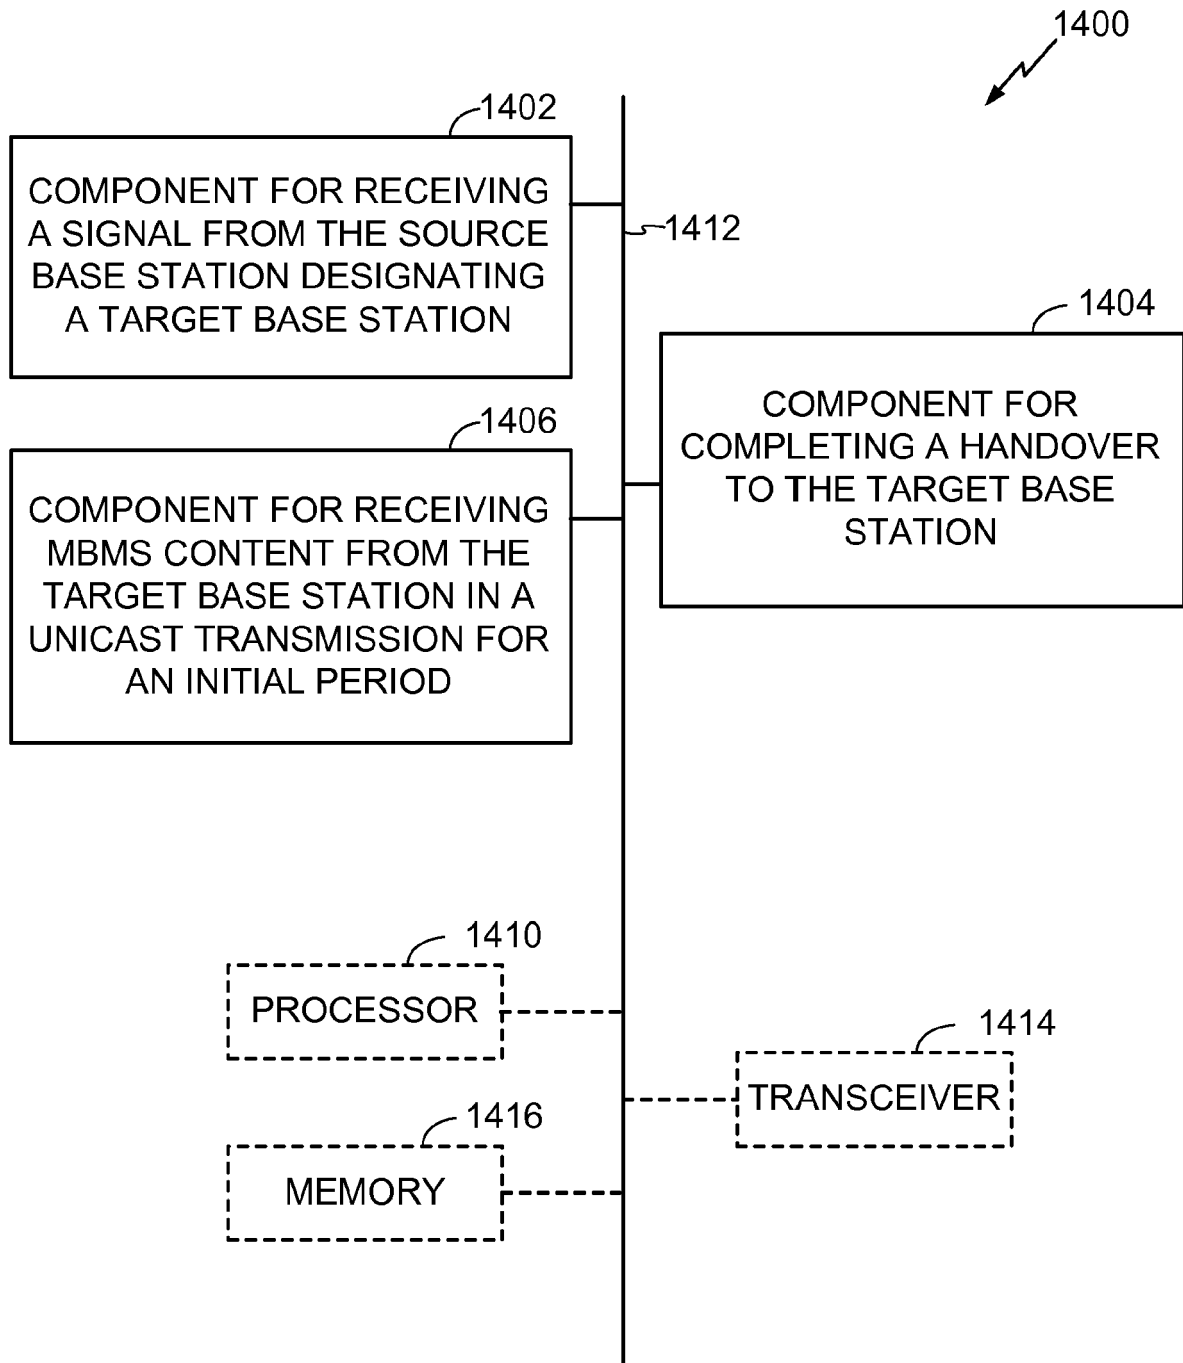 1400
1402
COMPONENT FOR RECEIVING
A SIGNAL FROM THE SOURCE
BASE STATION DESIGNATING
A TARGET BASE STATION
1412
1404
COMPONENT FOR
COMPLETING A HANDOVER
TO THE TARGET BASE
STATION
1406
COMPONENT FOR RECEIVING
MBMS CONTENT FROM THE
TARGET BASE STATION IN A
UNICAST TRANSMISSION FOR
AN INITIAL PERIOD
1410
PROCESSOR
1414
TRANSCEIVER
1416
MEMORY